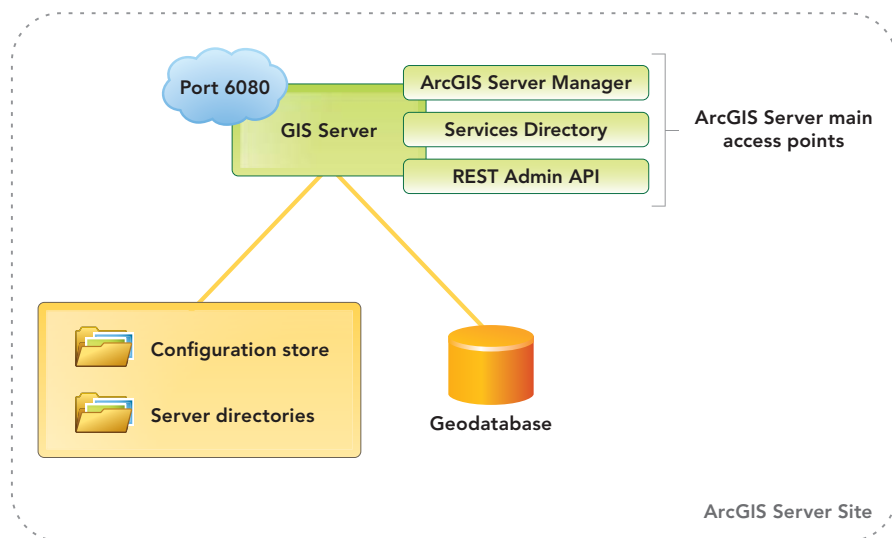 Port 6080
GIS Server
ArcGIS Server Manager
Services Directory
REST Admin API
ArcGIS Server main
access points
Configuration store
Server directories
Geodatabase
ArcGIS Server Site